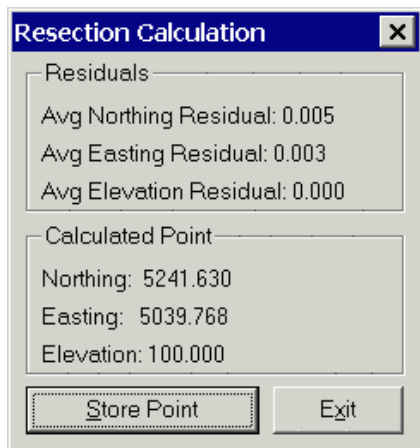 Resection Calculation
Residuals
Avg Northing Residual: 0.005
Avg Easting Residual: 0.003
Avg Elevation Residual: 0.000
Calculated Point
Northing: 5241.630
Easting: 5039.768
Elevation: 100.000
Store Point Exit